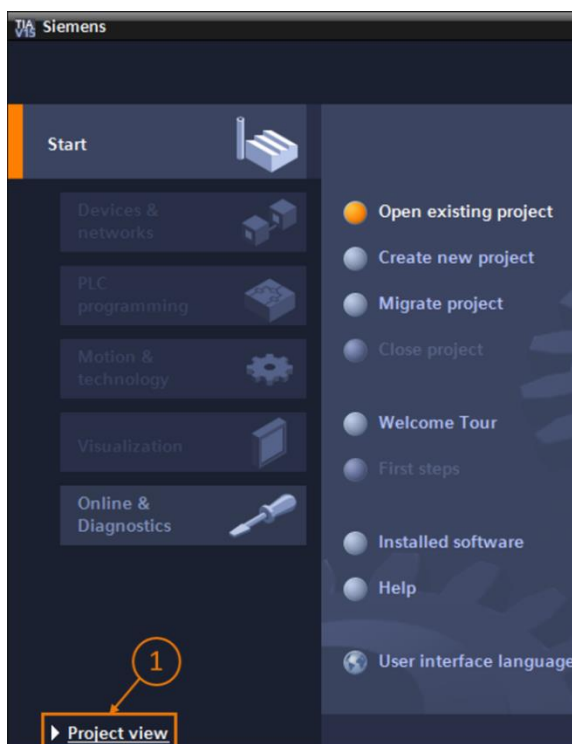 TIA
V15
Siemens
Start
Devices &
networks
PLC
programming
Motion &
technology
Visualization
Online &
Diagnostics
1
Project view
Open existing project
Create new project
Migrate project
Close project
Welcome Tour
First steps
Installed software
Help
User interface language